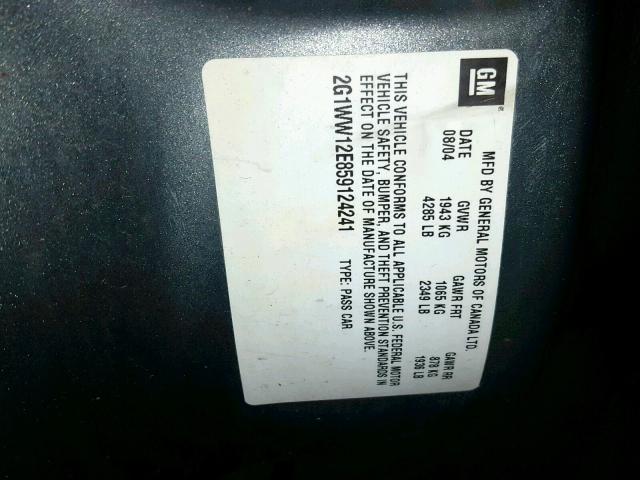 GM
MFD BY GENERAL MOTORS OF CANADA LTD.
DATE GVWR GAWR FRT GAWR RR
08/04 1943 KG 1065 KG 878 KG
4285 LB 2349 LB 1936 LB
THIS VEHICLE CONFORMS TO ALL APPLICABLE U.S. FEDERAL MOTOR
VEHICLE SAFETY, BUMPER, AND THEFT PREVENTION STANDARDS IN
EFFECT ON THE DATE OF MANUFACTURE SHOWN ABOVE.
2G1WW12E859124241 TYPE: PASS CAR